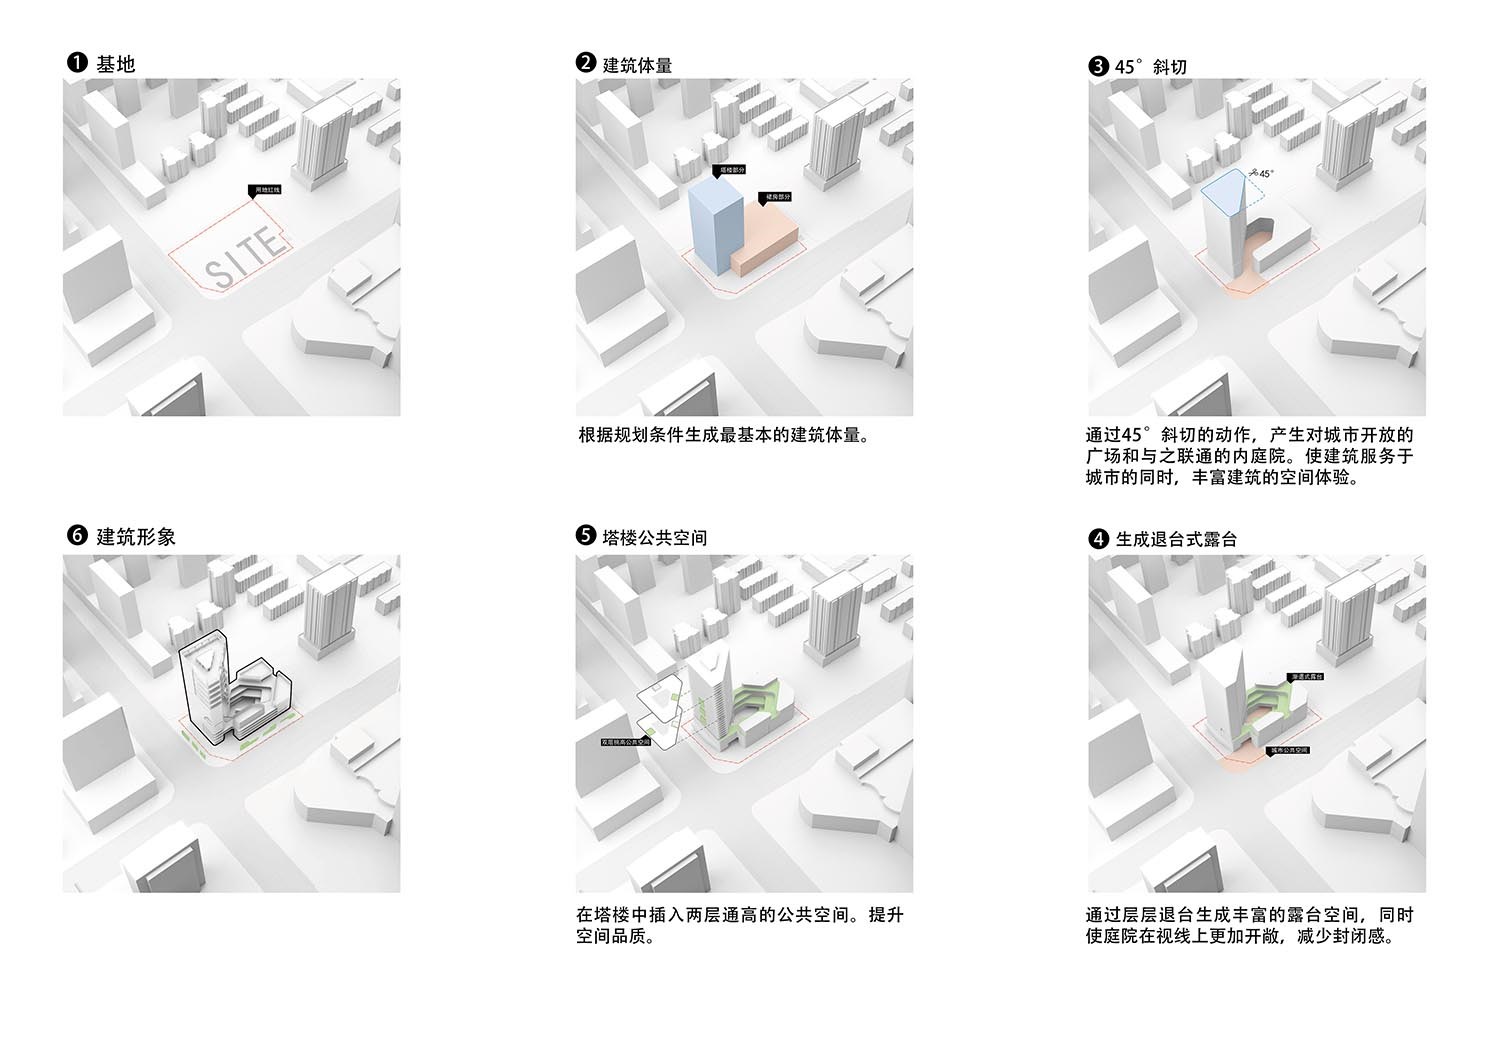 ❶ 基地
❷ 建筑体量
❸ 45° 斜切
用地红线
SITE
塔楼部分
裙房部分
45°
根据规划条件生成最基本的建筑体量。
通过45° 斜切的动作，产生对城市开放的
广场和与之联通的内庭院。使建筑服务于
城市的同时，丰富建筑的空间体验。
❻ 建筑形象
❺ 塔楼公共空间
❹ 生成退台式露台
双层挑高公共空间
渐退式露台
城市公共空间
在塔楼中插入两层通高的公共空间。提升
空间品质。
通过层层退台生成丰富的露台空间，同时
使庭院在视线上更加开敞，减少封闭感。